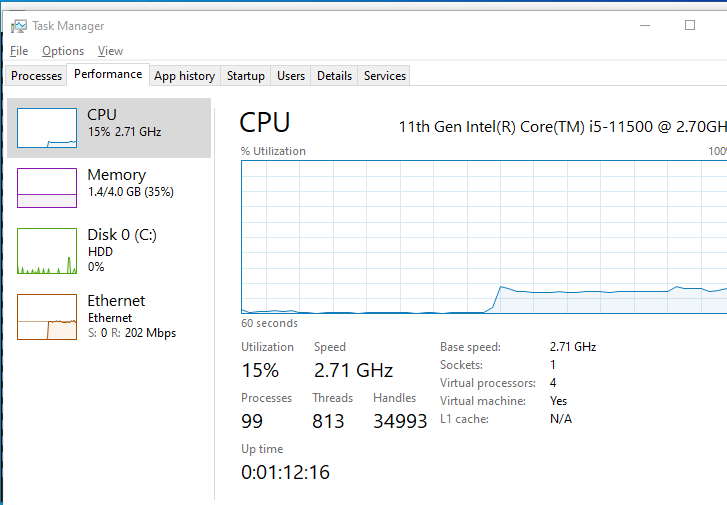 Task Manager
File Options View
Processes Performance App history Startup Users Details Services
CPU
15% 2.71 GHz
Memory
1.4/4.0 GB (35%)
Disk 0 (C:)
HDD
0%
Ethernet
Ethernet
S: 0 R: 202 Mbps
CPU
11th Gen Intel(R) Core(TM) i5-11500 @ 2.70GH
% Utilization
100%
60 seconds
Utilization Speed
15% 2.71 GHz
Processes Threads Handles
99 813 34993
Up time
0:01:12:16
Base speed: 2.71 GHz
Sockets: 1
Virtual processors: 4
Virtual machine: Yes
L1 cache: N/A